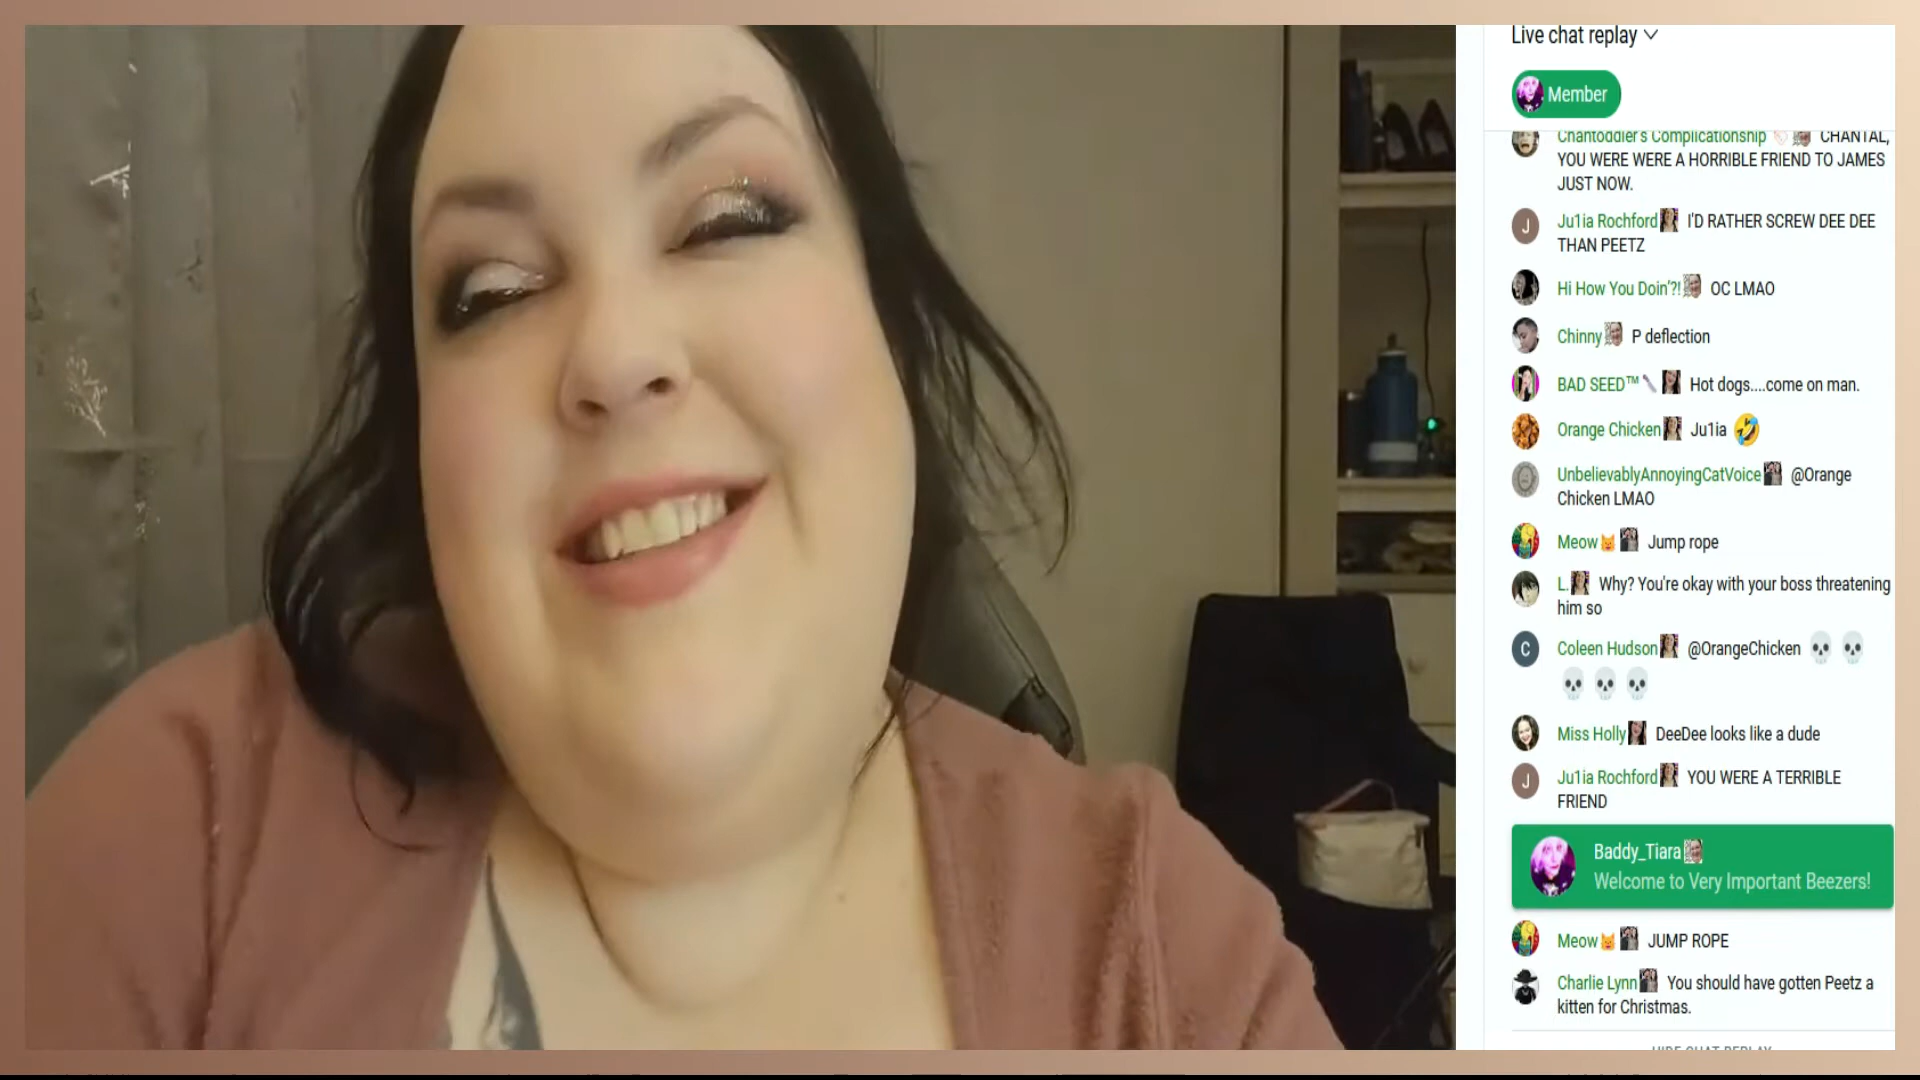 Live chat replay
Member
Chantoddler's Complicationship CHANTAL,
YOU WERE WERE A HORRIBLE FRIEND TO JAMES
JUST NOW.
Ju1ia Rochford I'D RATHER SCREW DEE DEE
THAN PEETZ
Hi How You Doin'?! OC LMAO
Chinny P deflection
BAD SEED™ Hot dogs....come on man.
Orange Chicken Ju1ia
UnbelievablyAnnoyingCatVoice @Orange
Chicken LMAO
Meow Jump rope
L. Why? You're okay with your boss threatening
him so
Coleen Hudson @OrangeChicken
Miss Holly DeeDee looks like a dude
Ju1ia Rochford YOU WERE A TERRIBLE
FRIEND
Baddy_Tiara
Welcome to Very Important Beezers!
Meow JUMP ROPE
Charlie Lynn You should have gotten Peetz a
kitten for Christmas.
HIDE CHAT REPLAY